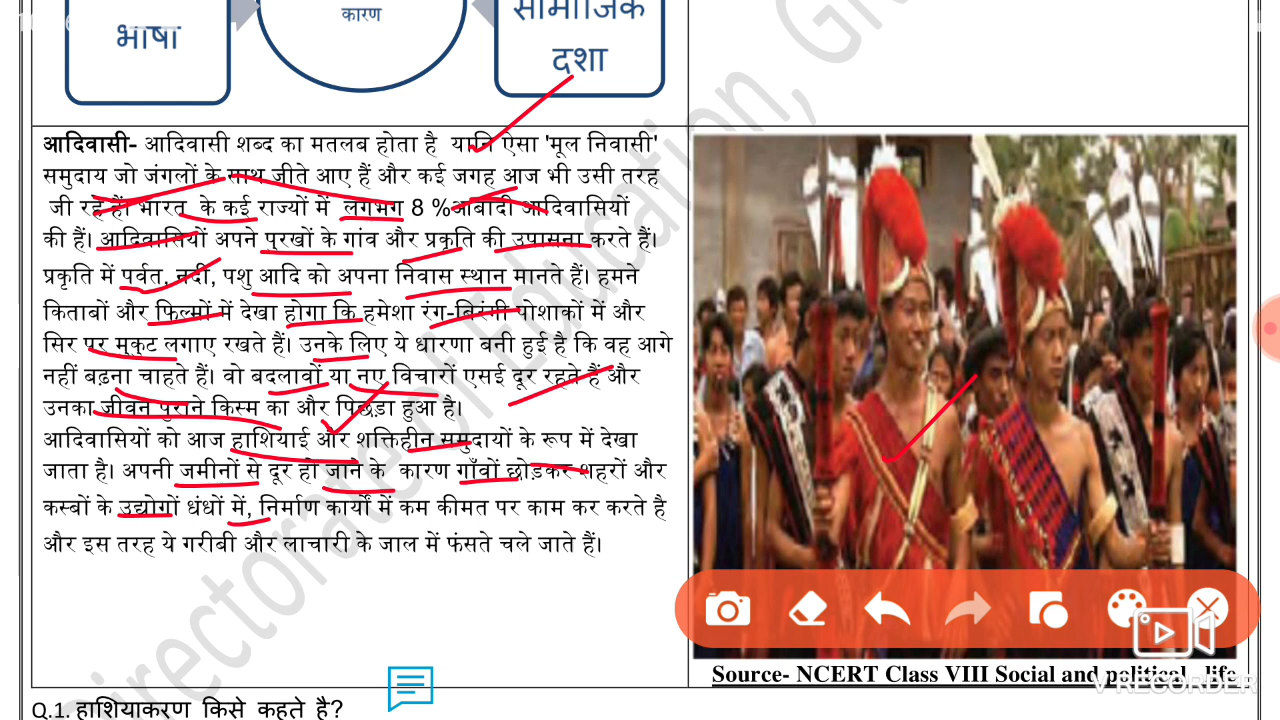 भाषा
कारण
सामाजिक
दशा
आदिवासी- आदिवासी शब्द का मतलब होता है यानि ऐसा 'मूल निवासी'
समुदाय जो जंगलों के साथ जीते आए हैं और कई जगह आज भी उसी तरह
जी रहे हैं। भारत के कई राज्यों में लगभग 8 %आबादी आदिवासियों
की हैं। आदिवासियों अपने पुरखों के गांव और प्रकृति की उपासना करते हैं।
प्रकृति में पर्वत, नदी, पशु आदि को अपना निवास स्थान मानते हैं। हमने
किताबों और फिल्मों में देखा होगा कि हमेशा रंग-बिरंगी पोशाकों में और
सिर पर मुकुट लगाए रखते हैं। उनके लिए ये धारणा बनी हुई है कि वह आगे
नहीं बढ़ना चाहते हैं। वो बदलावों या नए विचारों एसई दूर रहते हैं और
उनका जीवन पुराने किस्म का और पिछड़ा हुआ है।
आदिवासियों को आज हाशियाई और शक्तिहीन समुदायों के रूप में देखा
जाता है। अपनी जमीनों से दूर हो जाने के कारण गाँवों छोड़कर शहरों और
कस्बों के उद्योगों धंधों में, निर्माण कार्यों में कम कीमत पर काम कर करते है
और इस तरह ये गरीबी और लाचारी के जाल में फंसते चले जाते हैं।
Source- NCERT Class VIII Social and political life
V RECORDER
Q.1. हाशियाकरण किसे कहते है?